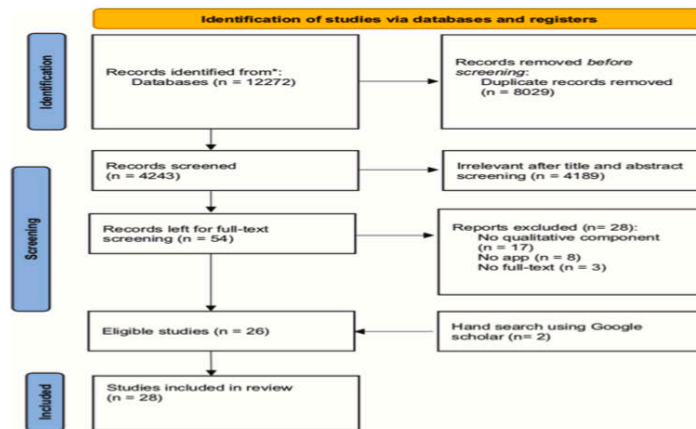 Identification of studies via databases and registers
Identification
Records identified from*:
Databases (n = 12272)
Records removed before
screening:
Duplicate records removed
(n = 8029)
Screening
Records screened
(n = 4243)
Irrelevant after title and abstract
screening (n = 4189)
Records left for full-text
screening (n = 54)
Reports excluded (n= 28):
No qualitative component
(n = 17)
No app (n = 8)
No full-text (n = 3)
Eligible studies (n = 26)
Hand search using Google
scholar (n= 2)
Included
Studies included in review
(n = 28)